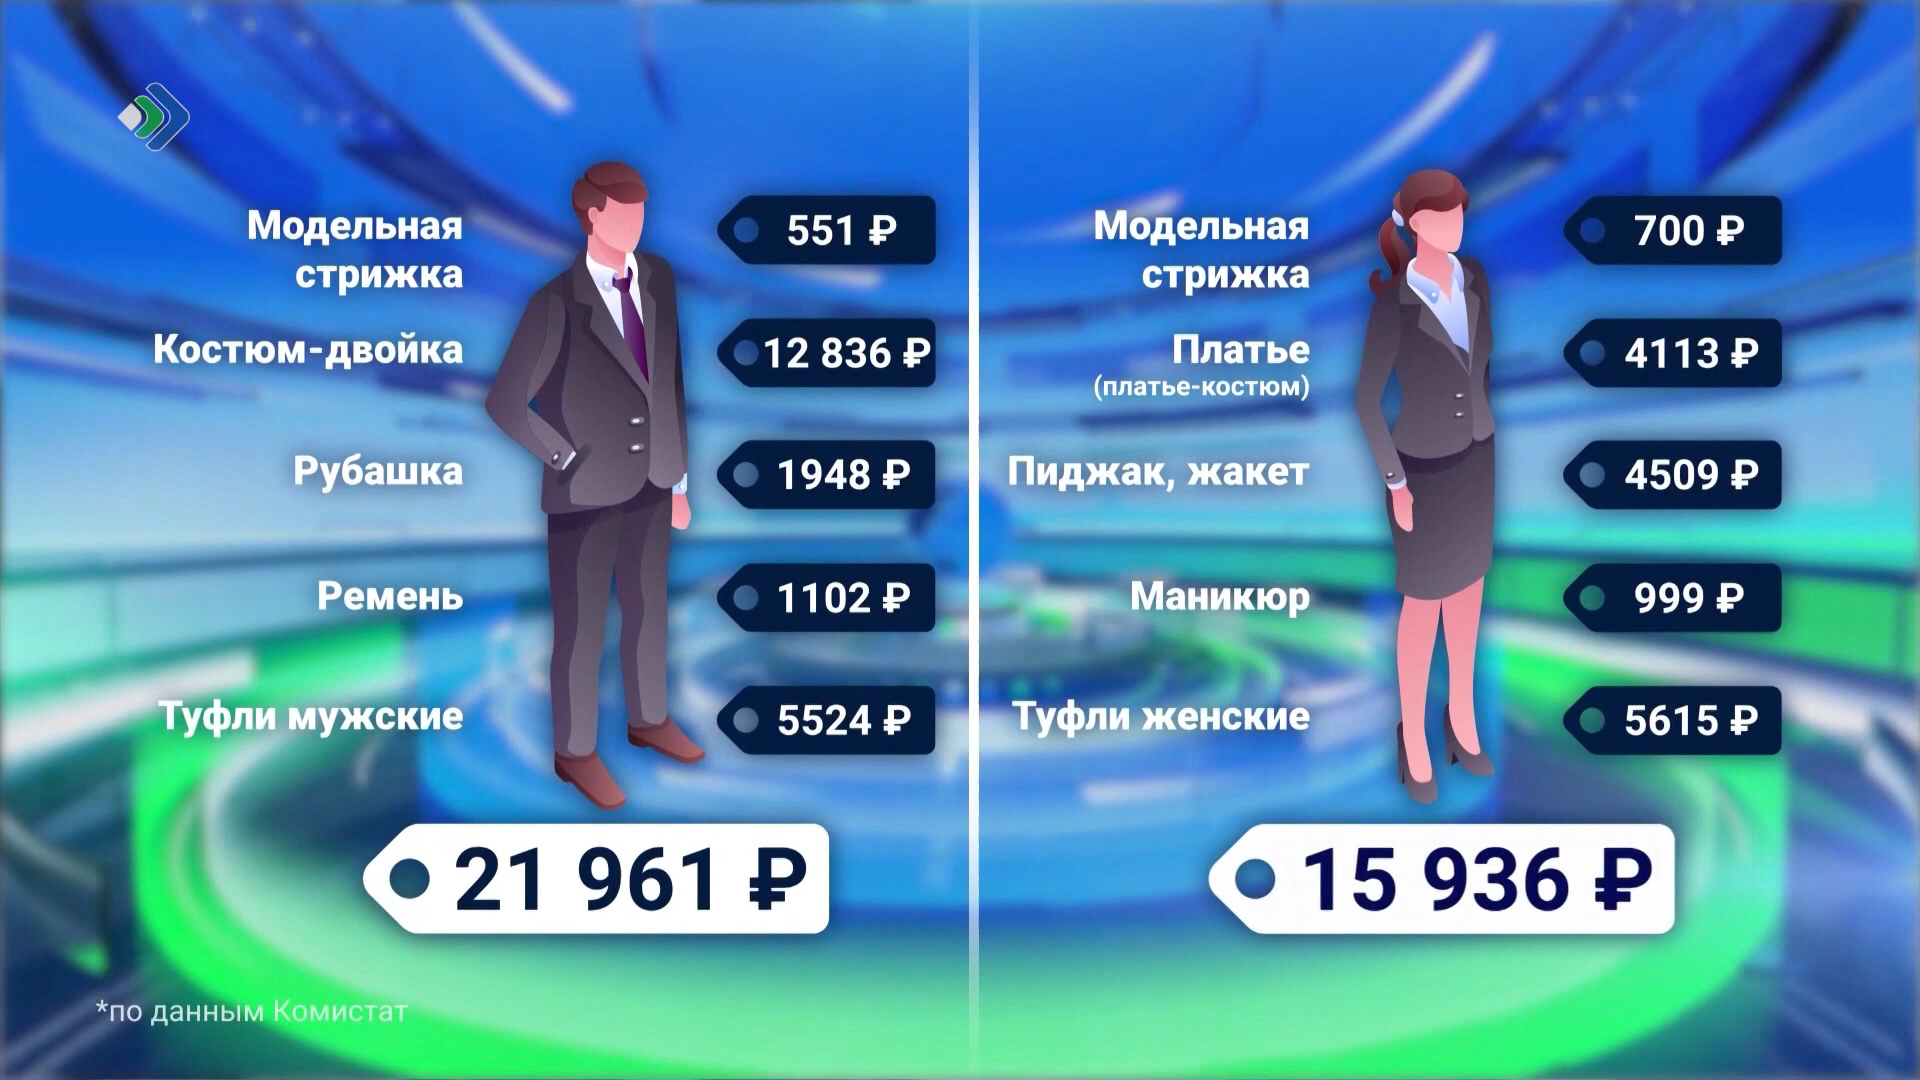 Модельная
стрижка
551 ₽
Костюм-двойка
12 836 ₽
Рубашка
1948 ₽
Ремень
1102 ₽
Туфли мужские
5524 ₽
21 961 ₽
Модельная
стрижка
700 ₽
Платье
(платье-костюм)
4113 ₽
Пиджак, жакет
4509 ₽
Маникюр
999 ₽
Туфли женские
5615 ₽
15 936 ₽
*по данным Комистат